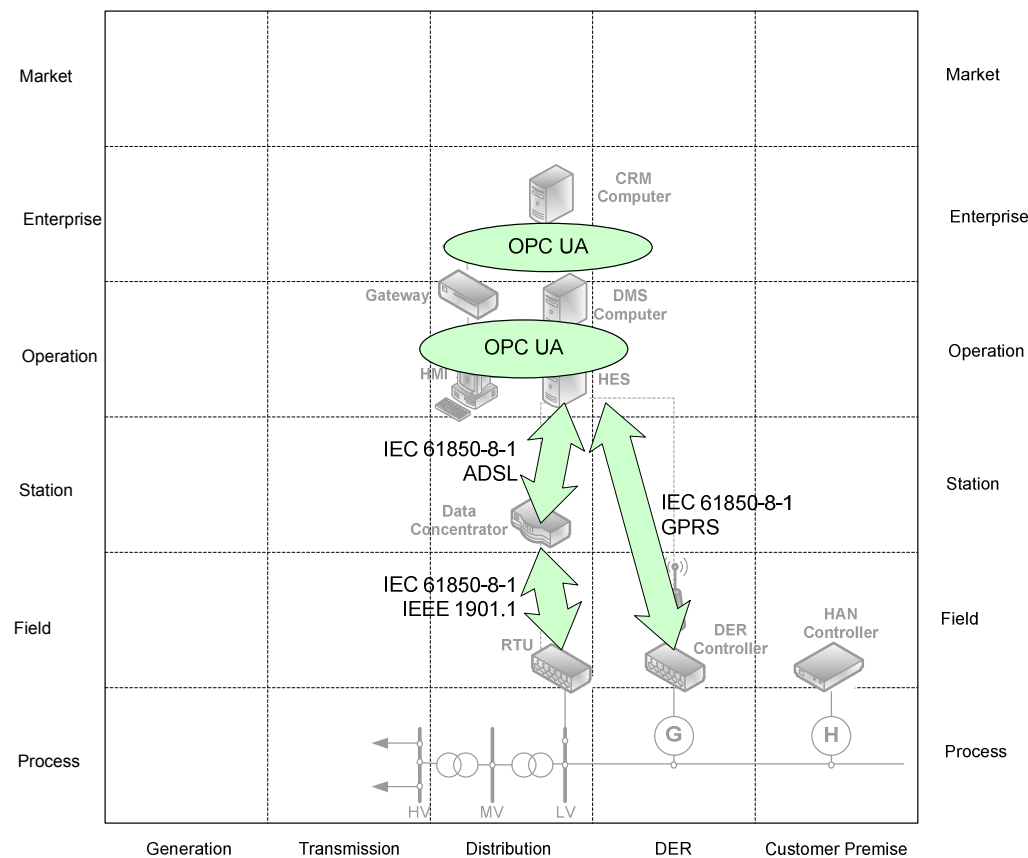 Market
Market
CRM
Computer
Enterprise
Enterprise
OPC UA
Gateway
DMS
Computer
Operation
Operation
OPC UA
HMI
HES
IEC 61850-8-1
ADSL
Station
Station
IEC 61850-8-1
GPRS
Data
Concentrator
IEC 61850-8-1
IEEE 1901.1
Field
Field
RTU
DER
Controller
HAN
Controller
G
H
Process
Process
HV
MV
LV
Generation
Transmission
Distribution
DER
Customer Premise